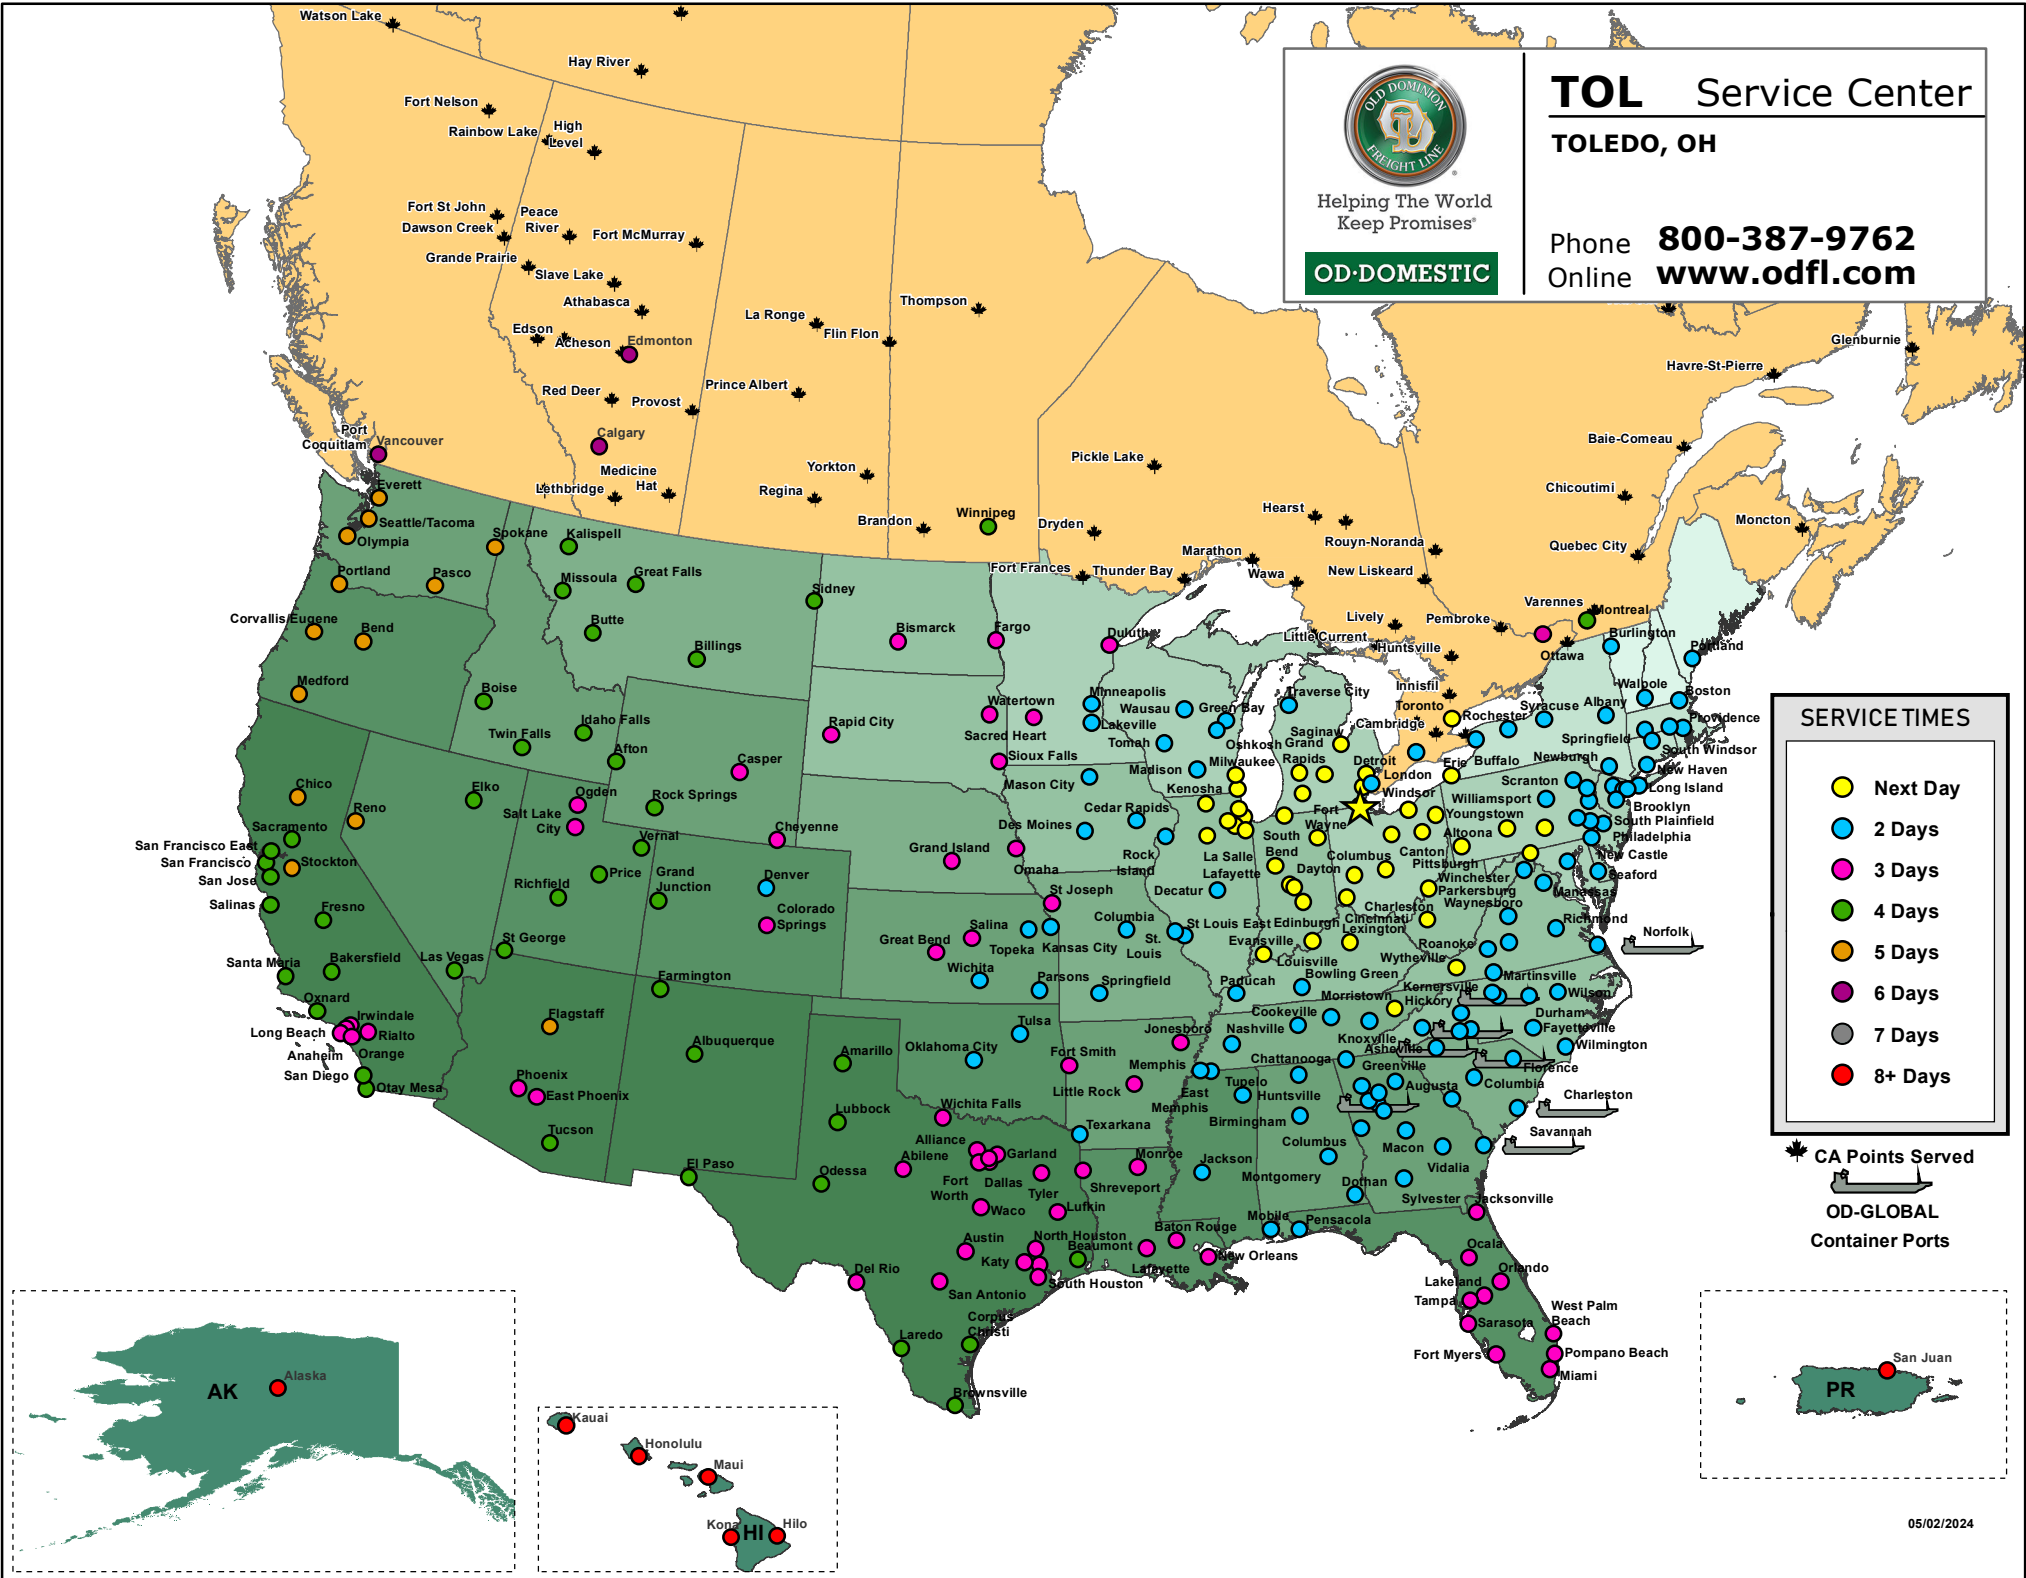 Watson Lake
Hay River
Fort Nelson
Rainbow Lake
High
Level
Fort St John
Dawson Creek
Peace
River
Fort McMurray
Grande Prairie
Slave Lake
Athabasca
Edson
Acheson
Edmonton
La Ronge
Flin Flon
Thompson
Red Deer
Provost
Prince Albert
Calgary
Port
Coquitlam
Vancouver
Medicine
Hat
Lethbridge
Yorkton
Regina
Brandon
Winnipeg
Pickle Lake
Dryden
Fort Frances
Thunder Bay
Marathon
Wawa
Hearst
Rouyn-Noranda
New Liskeard
Lively
Little Current
Pembroke
Huntsville
Innisfil
Toronto
Cambridge
Ottawa
Varennes
Montreal
Quebec City
Chicoutimi
Baie-Comeau
Havre-St-Pierre
Glenburnie
Moncton
London
Windsor
OLD DOMINION
FREIGHT LINE
Helping The World
Keep Promises®
OD·DOMESTIC
TOL Service Center
TOLEDO, OH
Phone 800-387-9762
Online www.odfl.com
Everett
Seattle/Tacoma
Olympia
Spokane
Portland
Pasco
Corvallis/Eugene
Bend
Medford
Kalispell
Missoula
Great Falls
Butte
Billings
Sidney
Boise
Idaho Falls
Twin Falls
Afton
Casper
Rock Springs
Cheyenne
Chico
Reno
Elko
Sacramento
San Francisco East
San Francisco
Stockton
San Jose
Salinas
Fresno
Santa Maria
Bakersfield
Oxnard
Irwindale
Long Beach
Rialto
Anaheim
Orange
San Diego
Otay Mesa
Las Vegas
Ogden
Salt Lake
City
Vernal
Price
Richfield
St George
Grand
Junction
Denver
Colorado
Springs
Farmington
Flagstaff
Albuquerque
Phoenix
East Phoenix
Tucson
El Paso
Bismarck
Fargo
Duluth
Rapid City
Watertown
Sacred Heart
Sioux Falls
Minneapolis
Lakeville
Wausau
Green Bay
Tomah
Oshkosh
Madison
Milwaukee
Kenosha
Mason City
Cedar Rapids
Des Moines
Rock
Island
Grand Island
Omaha
St Joseph
Salina
Great Bend
Topeka
Kansas City
Wichita
Parsons
Columbia
St.
Louis
St Louis East
Springfield
Decatur
La Salle
Traverse City
Saginaw
Grand
Rapids
Detroit
Fort
Wayne
South
Bend
Lafayette
Edinburgh
Evansville
Dayton
Columbus
Cincinnati
Canton
Youngstown
Erie
Buffalo
Rochester
Syracuse
Albany
Burlington
Portland
Walpole
Boston
Providence
Springfield
South Windsor
New Haven
Newburgh
Long Island
Brooklyn
South Plainfield
Philadelphia
Scranton
Williamsport
Altoona
Pittsburgh
New Castle
Seaford
Winchester
Manassas
Parkersburg
Waynesboro
Charleston
Richmond
Norfolk
Roanoke
Wytheville
Martinsville
Lexington
Louisville
Bowling Green
Paducah
Kernersville
Hickory
Wilson
Durham
Fayetteville
Wilmington
Morristown
Cookeville
Nashville
Knoxville
Asheville
Chattanooga
Greenville
Florence
Columbia
Augusta
Charleston
Savannah
Jonesboro
Memphis
East
Memphis
Tupelo
Huntsville
Birmingham
Columbus
Macon
Vidalia
Montgomery
Dothan
Sylvester
Jacksonville
Jackson
Mobile
Pensacola
Fort Smith
Little Rock
Tulsa
Oklahoma City
Texarkana
Monroe
Shreveport
Baton Rouge
New Orleans
Lafayette
Amarillo
Lubbock
Wichita Falls
Alliance
Abilene
Garland
Fort
Worth
Dallas
Tyler
Odessa
Waco
Lufkin
Austin
North Houston
Katy
Beaumont
South Houston
Del Rio
San Antonio
Corpus
Christi
Laredo
Brownsville
Ocala
Orlando
Lakeland
Tampa
Sarasota
West Palm
Beach
Fort Myers
Pompano Beach
Miami
SERVICE TIMES
Next Day
2 Days
3 Days
4 Days
5 Days
6 Days
7 Days
8+ Days
CA Points Served
OD-GLOBAL
Container Ports
AK
Alaska
Kauai
Honolulu
Maui
Kona
HI
Hilo
San Juan
PR
05/02/2024